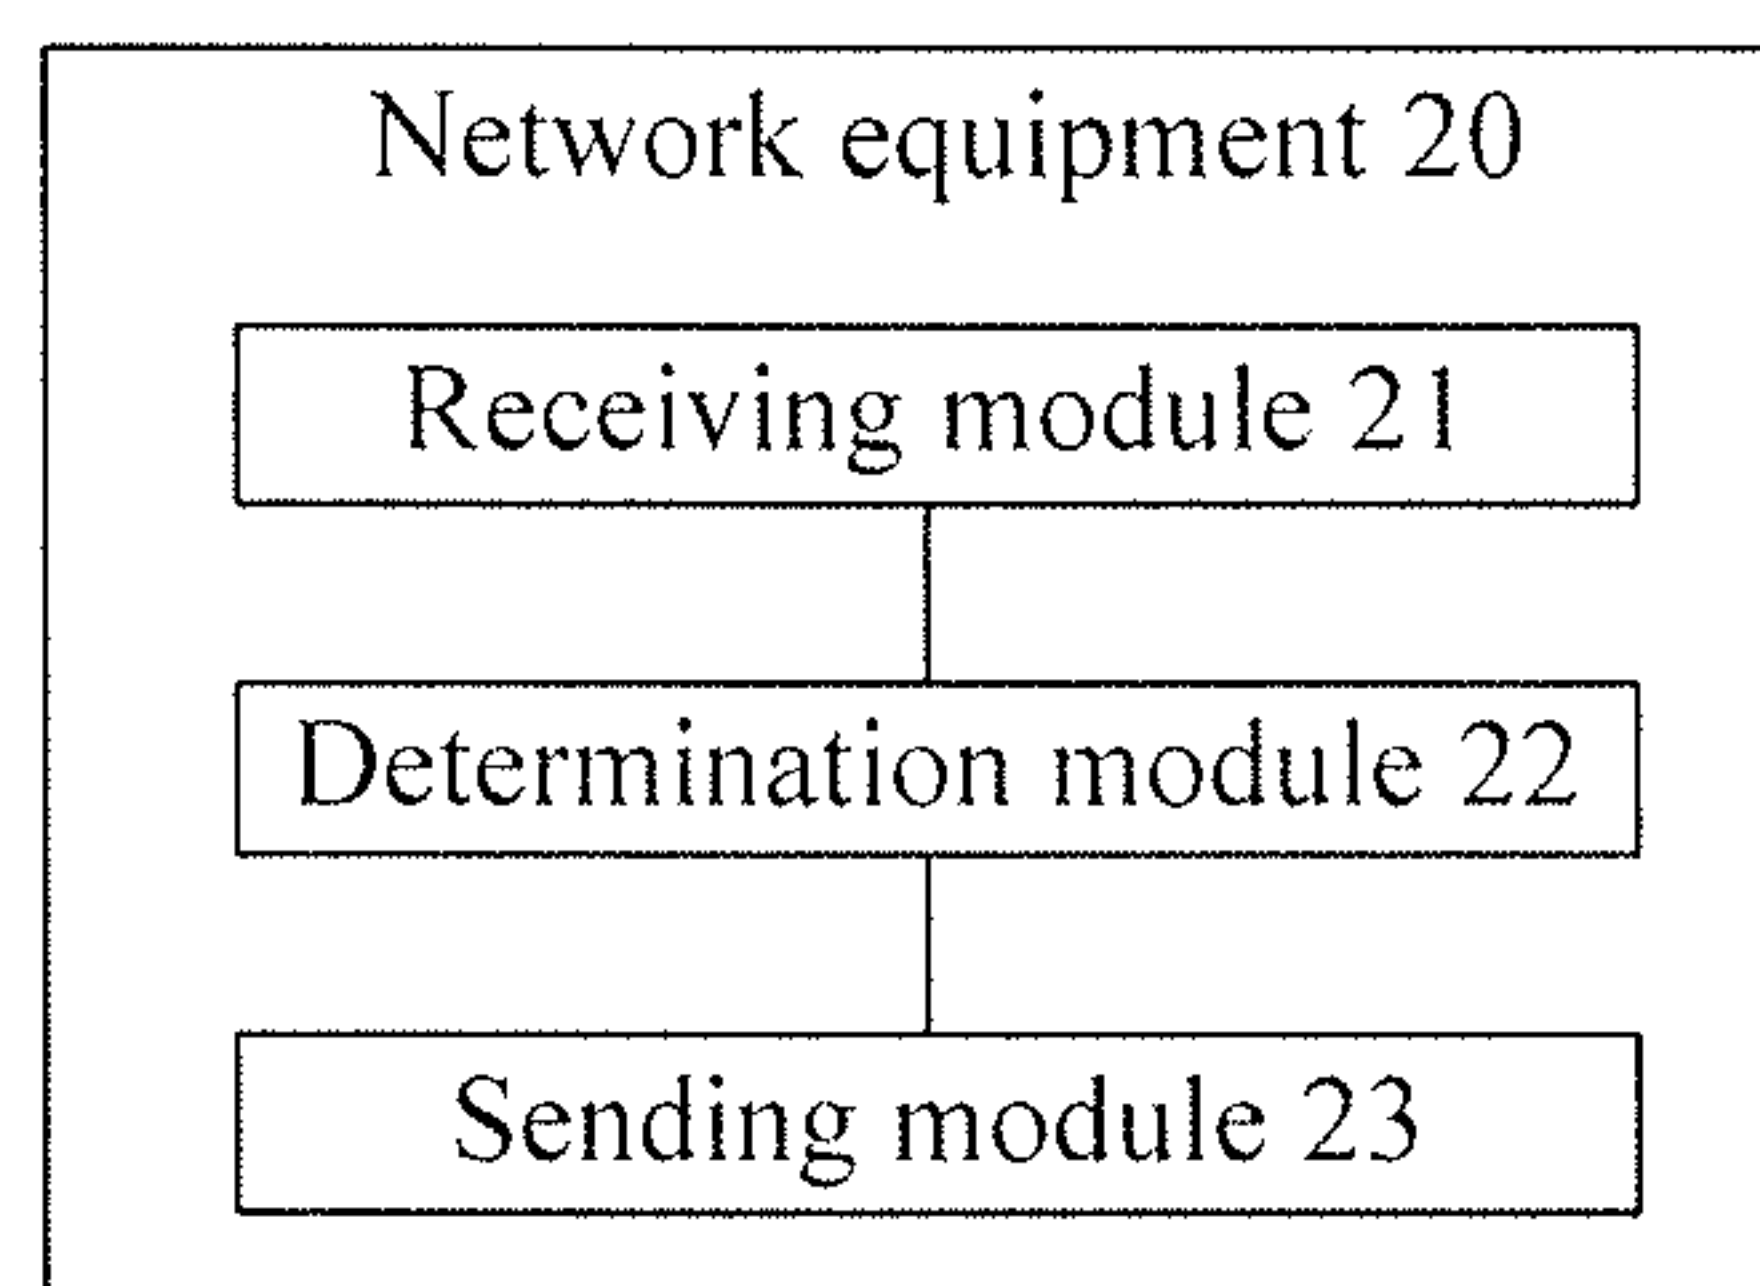 Network equipment 20
Receiving module 21
Determination module 22
Sending module 23